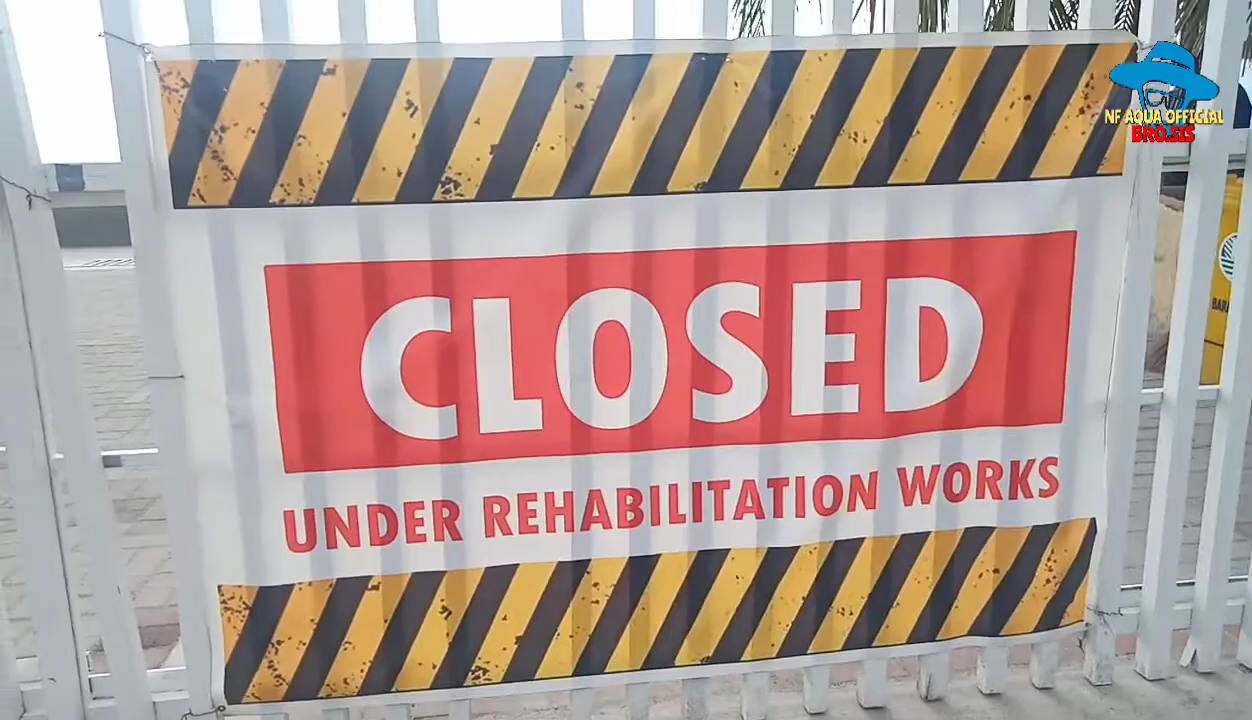 NF AQUA OFFICIAL
BRO.SIS
CLOSED
UNDER REHABILITATION WORKS